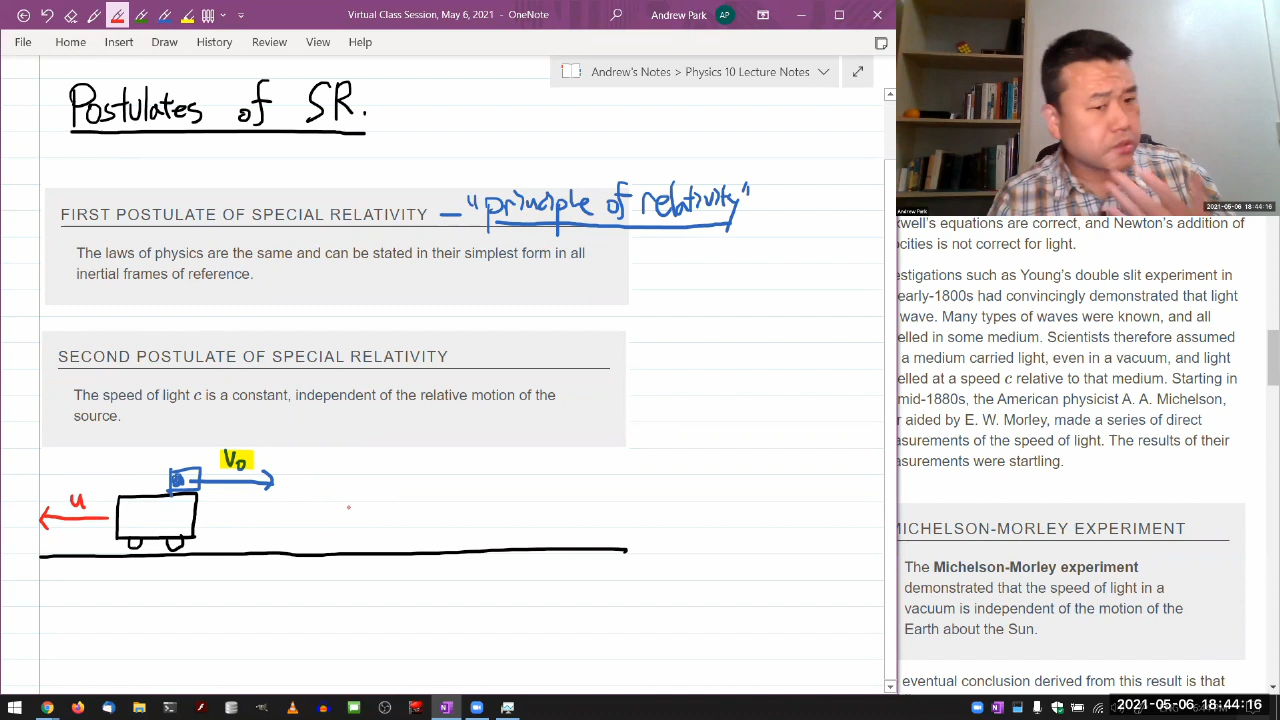 Virtual Class Session, May 6, 2021 - OneNote
Andrew Park
AP
File Home Insert Draw History Review View Help
Andrew's Notes > Physics 10 Lecture Notes
Postulates of SR.
FIRST POSTULATE OF SPECIAL RELATIVITY — "principle of relativity"
The laws of physics are the same and can be stated in their simplest form in all
inertial frames of reference.
SECOND POSTULATE OF SPECIAL RELATIVITY
The speed of light c is a constant, independent of the relative motion of the
source.
v₀
u
Andrew Park
2021-05-06 18:44:16
xwell's equations are correct, and Newton's addition of
ocities is not correct for light.
estigations such as Young's double slit experiment in
early-1800s had convincingly demonstrated that light
wave. Many types of waves were known, and all
elled in some medium. Scientists therefore assumed
a medium carried light, even in a vacuum, and light
elled at a speed c relative to that medium. Starting in
mid-1880s, the American physicist A. A. Michelson,
r aided by E. W. Morley, made a series of direct
asurements of the speed of light. The results of their
asurements were startling.
MICHELSON-MORLEY EXPERIMENT
The Michelson-Morley experiment
demonstrated that the speed of light in a
vacuum is independent of the motion of the
Earth about the Sun.
eventual conclusion derived from this result is that
2021-05-06 18:44:16